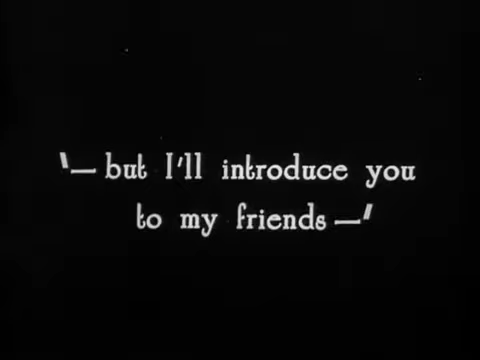 '— but I'll introduce you
to my friends —'